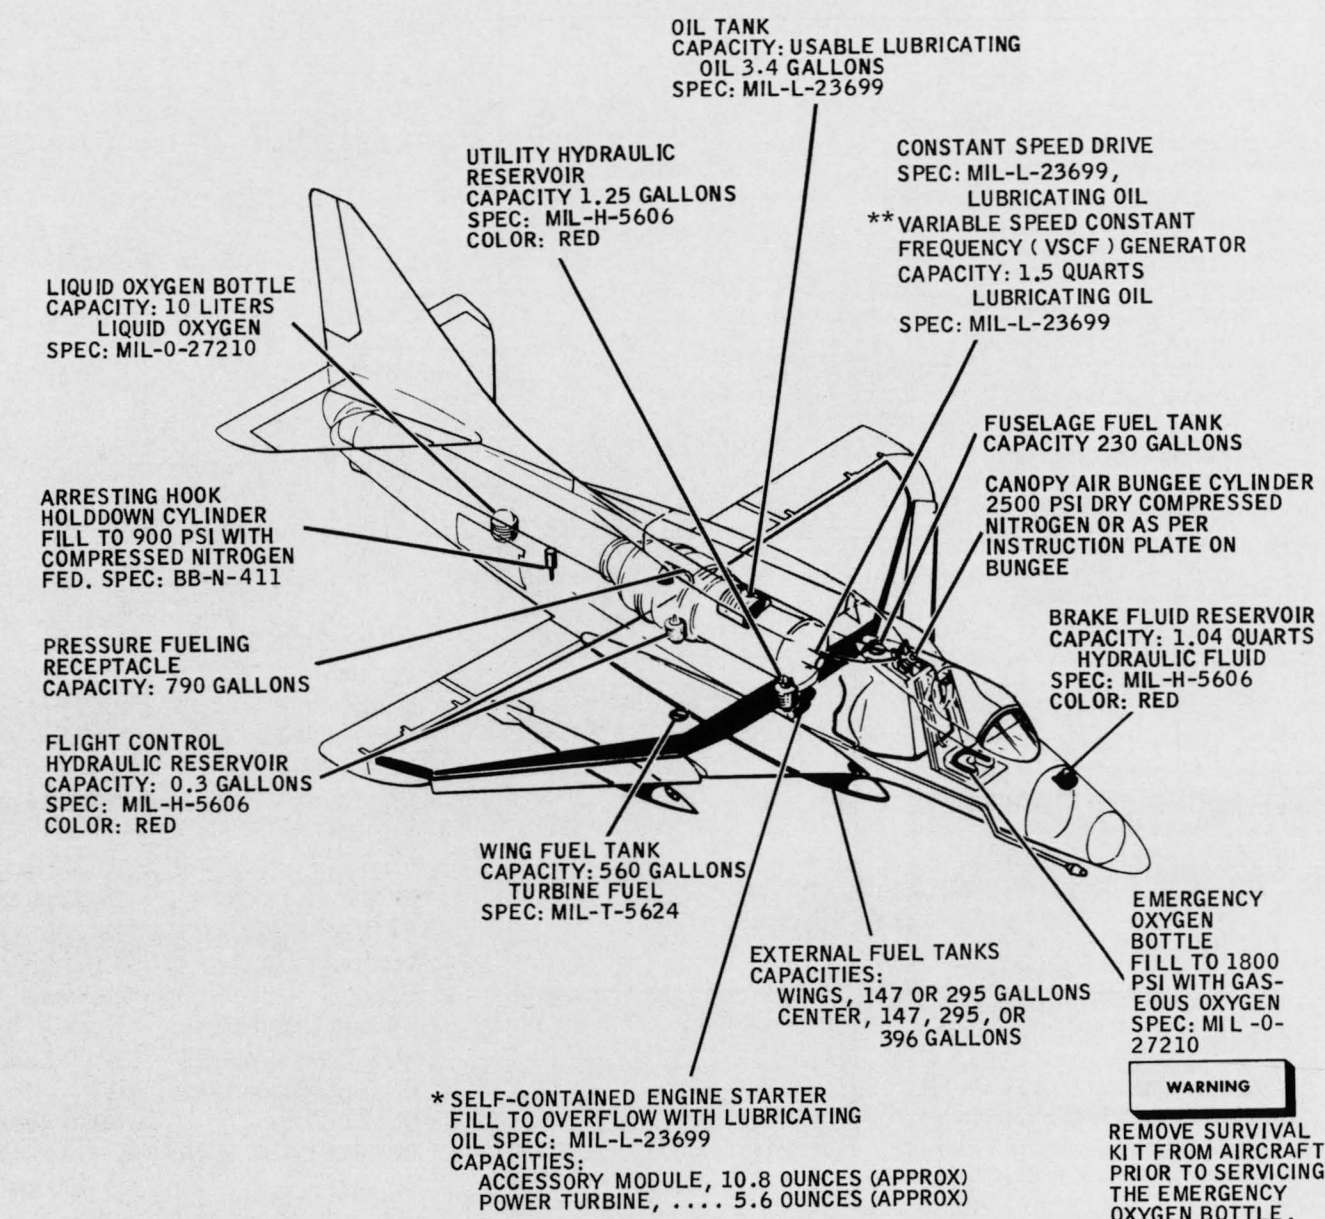 OIL TANK
CAPACITY: USABLE LUBRICATING
OIL 3.4 GALLONS
SPEC: MIL-L-23699
UTILITY HYDRAULIC
RESERVOIR
CAPACITY 1.25 GALLONS
SPEC: MIL-H-5606
COLOR: RED
CONSTANT SPEED DRIVE
SPEC: MIL-L-23699,
LUBRICATING OIL
**VARIABLE SPEED CONSTANT
FREQUENCY (VSCF) GENERATOR
CAPACITY: 1.5 QUARTS
LUBRICATING OIL
SPEC: MIL-L-23699
LIQUID OXYGEN BOTTLE
CAPACITY: 10 LITERS
LIQUID OXYGEN
SPEC: MIL-O-27210
FUSELAGE FUEL TANK
CAPACITY 230 GALLONS
CANOPY AIR BUNGEE CYLINDER
2500 PSI DRY COMPRESSED
NITROGEN OR AS PER
INSTRUCTION PLATE ON
BUNGEE
ARRESTING HOOK
HOLDDOWN CYLINDER
FILL TO 900 PSI WITH
COMPRESSED NITROGEN
FED. SPEC: BB-N-411
BRAKE FLUID RESERVOIR
CAPACITY: 1.04 QUARTS
HYDRAULIC FLUID
SPEC: MIL-H-5606
COLOR: RED
PRESSURE FUELING
RECEPTACLE
CAPACITY: 790 GALLONS
FLIGHT CONTROL
HYDRAULIC RESERVOIR
CAPACITY: 0.3 GALLONS
SPEC: MIL-H-5606
COLOR: RED
WING FUEL TANK
CAPACITY: 560 GALLONS
TURBINE FUEL
SPEC: MIL-T-5624
EXTERNAL FUEL TANKS
CAPACITIES:
WINGS, 147 OR 295 GALLONS
CENTER, 147, 295, OR
396 GALLONS
EMERGENCY
OXYGEN
BOTTLE
FILL TO 1800
PSI WITH GAS-
EOUS OXYGEN
SPEC: MIL-O-
27210
WARNING
REMOVE SURVIVAL
KIT FROM AIRCRAFT
PRIOR TO SERVICING
THE EMERGENCY
OXYGEN BOTTLE.
* SELF-CONTAINED ENGINE STARTER
FILL TO OVERFLOW WITH LUBRICATING
OIL SPEC: MIL-L-23699
CAPACITIES:
ACCESSORY MODULE, 10.8 OUNCES (APPROX)
POWER TURBINE, .... 5.6 OUNCES (APPROX)